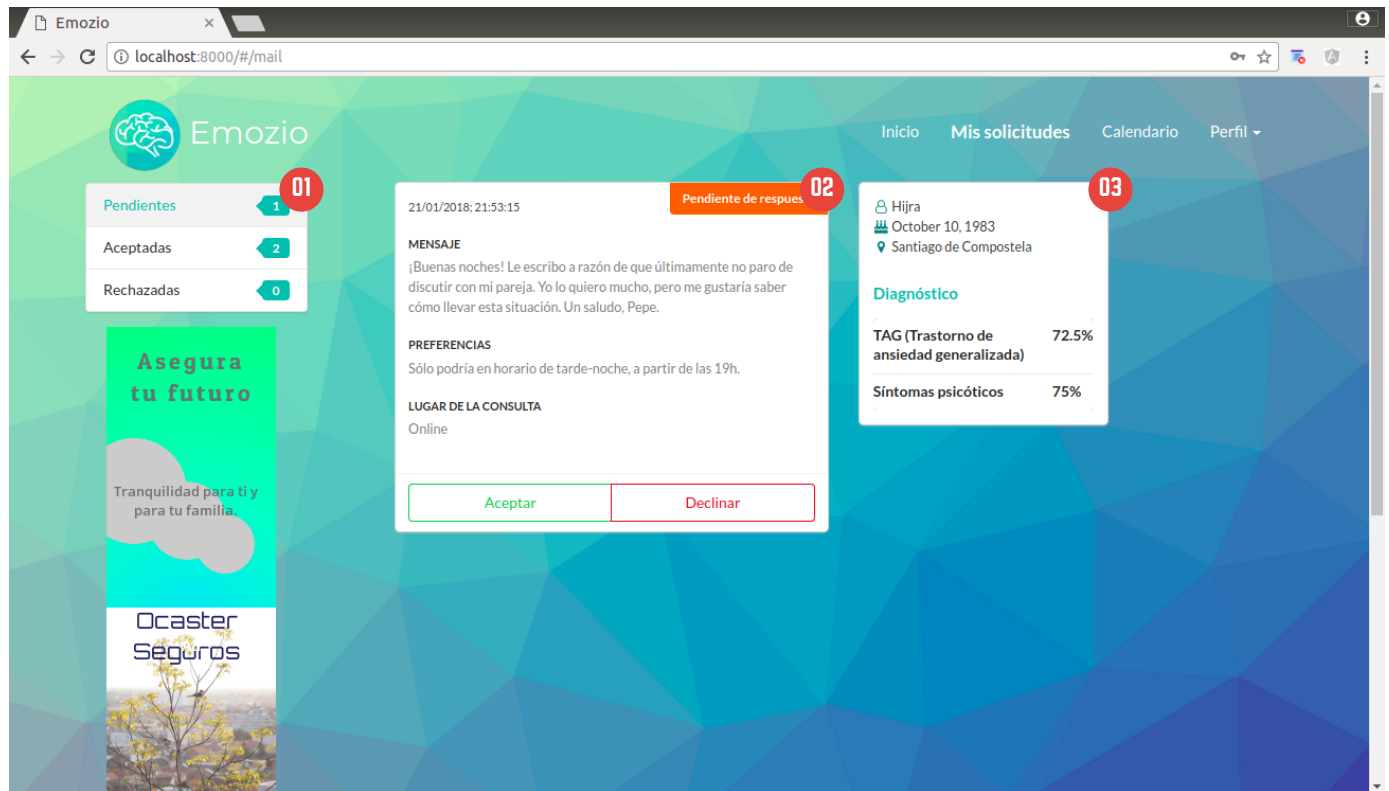 Emozio
localhost:8000/#/mail
Emozio
Inicio Mis solicitudes Calendario Perfil
01
Pendientes 1
Aceptadas 2
Rechazadas 0
Asegura
tu futuro
Tranquilidad para ti y
para tu familia.
Ocaster
Seguros
02
21/01/2018; 21:53:15 Pendiente de
MENSAJE
¡Buenas noches! Le escribo a razón de que últimamente no paro de
discutir con mi pareja. Yo lo quiero mucho, pero me gustaría saber
cómo llevar esta situación. Un saludo, Pepe.
PREFERENCIAS
Sólo podría en horario de tarde-noche, a partir de las 19h.
LUGAR DE LA CONSULTA
Online
Aceptar Declinar
03
Hijra
October 10, 1983
Santiago de Compostela
Diagnóstico
TAG (Trastorno de 72.5%
ansiedad generalizada)
Síntomas psicóticos 75%